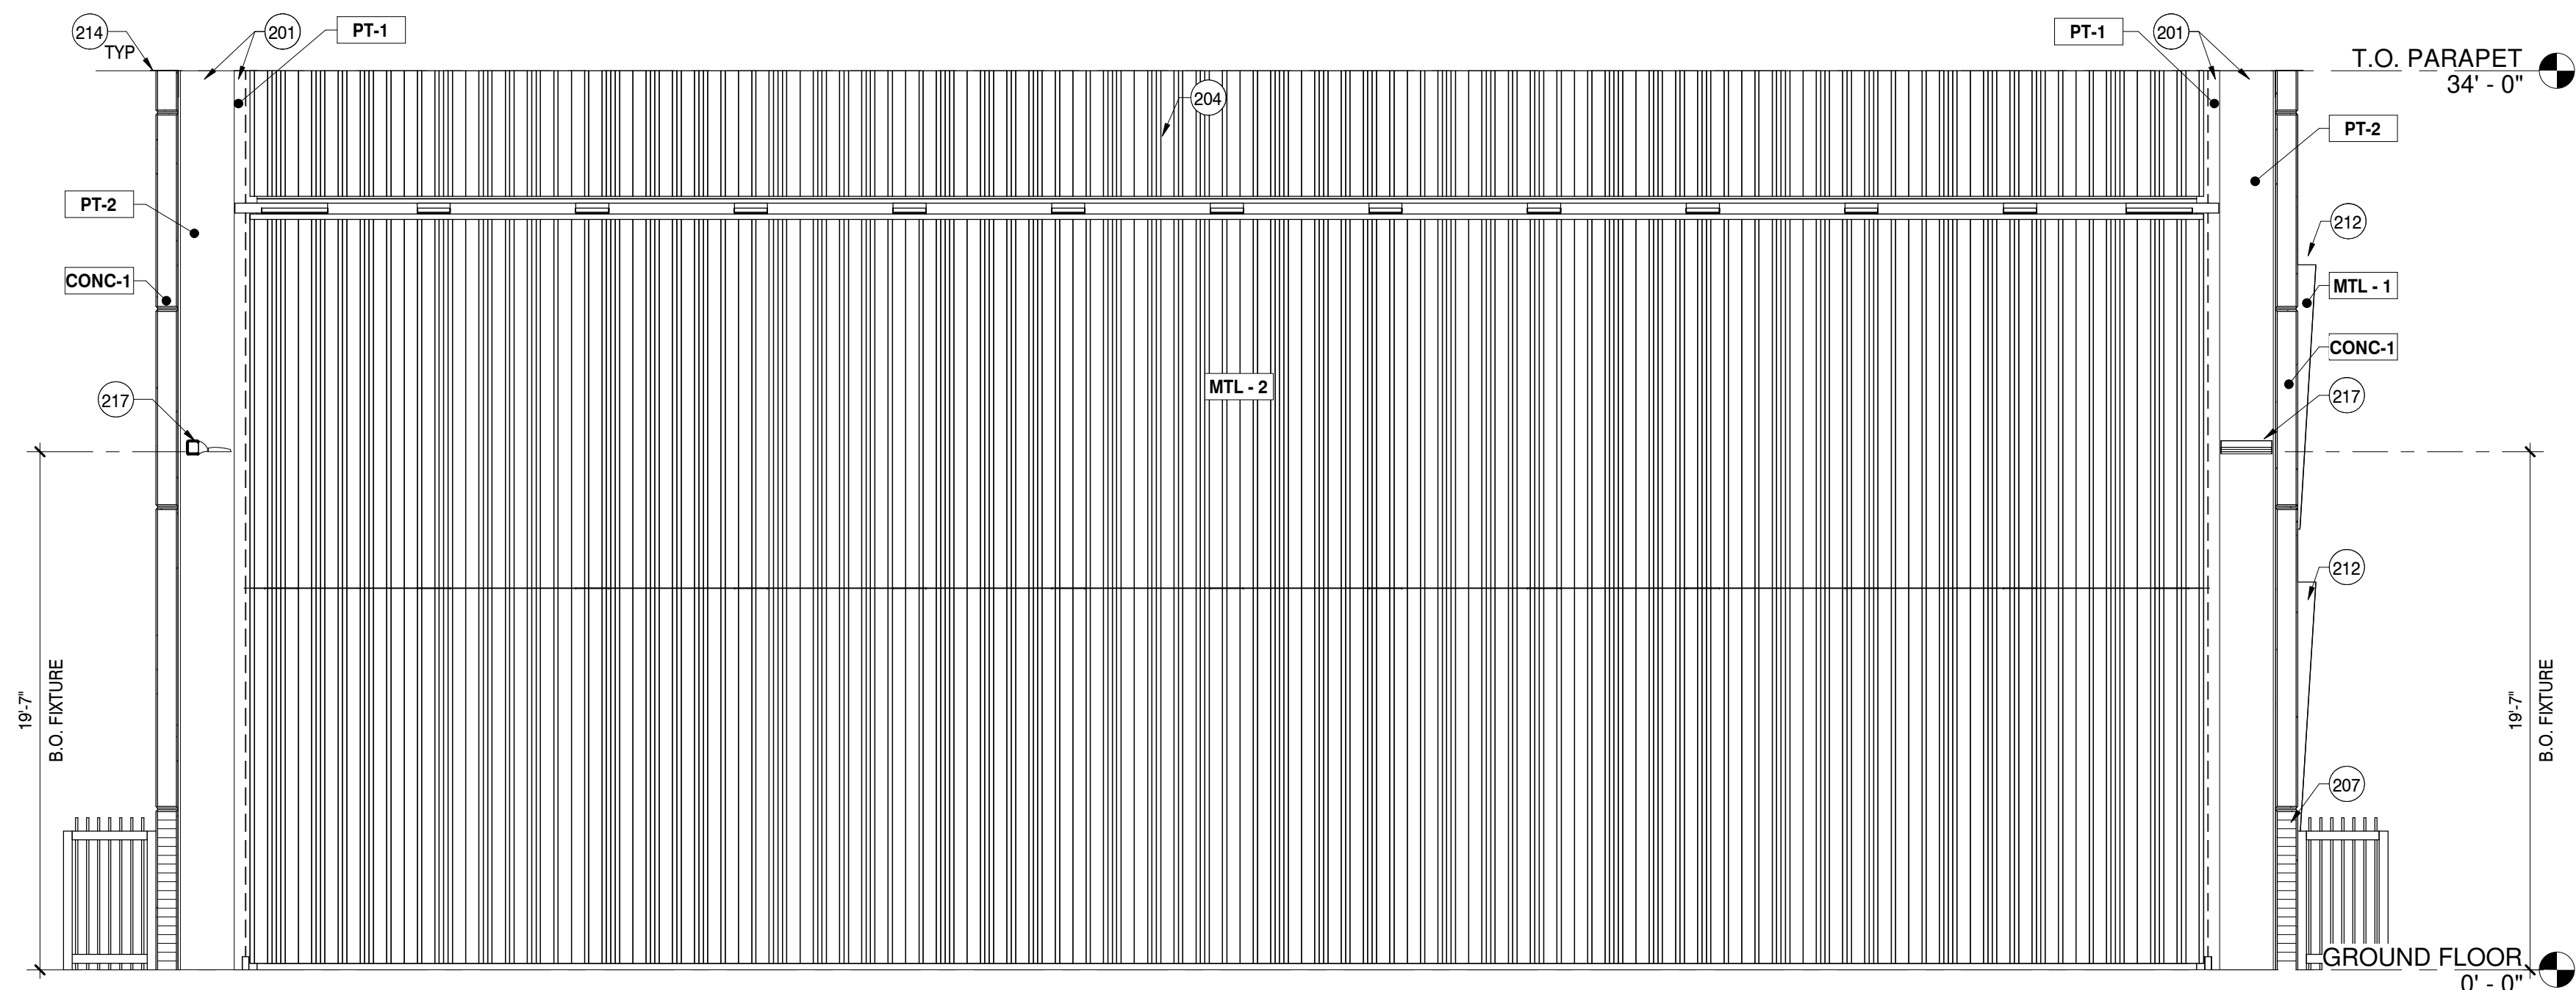 214
TYP
201
PT-1
PT-1
201
T.O. PARAPET
34' - 0"
204
PT-2
PT-2
212
CONC-1
MTL - 1
CONC-1
MTL - 2
217
217
212
19'-7"
B.O. FIXTURE
19'-7"
B.O. FIXTURE
207
GROUND FLOOR
0' - 0"